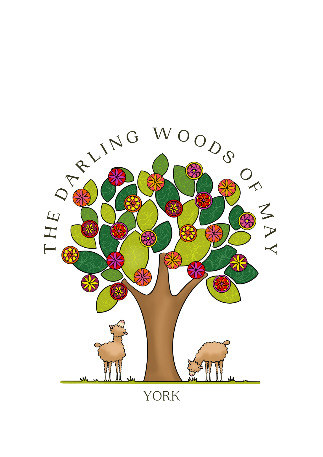 THE DARLING WOODS OF MAY
YORK